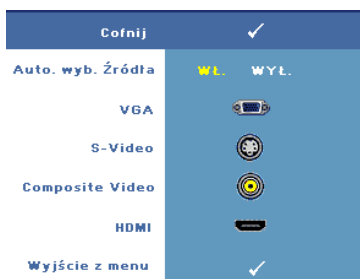 Cofnij
Auto. wyb. Źródła WŁ. WYŁ.
VGA
S-Video
Composite Video
HDMI
Wyjście z menu